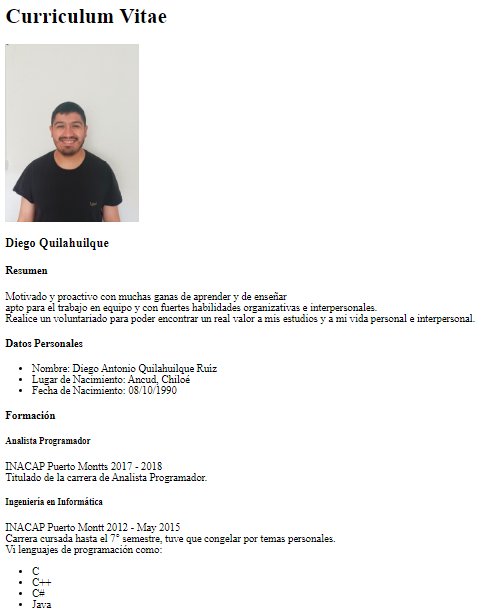 Curriculum Vitae
Diego Quilahuilque
Resumen
Motivado y proactivo con muchas ganas de aprender y de enseñar
apto para el trabajo en equipo y con fuertes habilidades organizativas e interpersonales.
Realice un voluntariado para poder encontrar un real valor a mis estudios y a mi vida personal e interpersonal.
Datos Personales
Nombre: Diego Antonio Quilahuilque Ruiz
Lugar de Nacimiento: Ancud, Chiloé
Fecha de Nacimiento: 08/10/1990
Formación
Analista Programador
INACAP Puerto Montts 2017 - 2018
Titulado de la carrera de Analista Programador.
Ingeniería en Informática
INACAP Puerto Montt 2012 - May 2015
Carrera cursada hasta el 7° semestre, tuve que congelar por temas personales.
Vi lenguajes de programación como:
C
C++
C#
Java